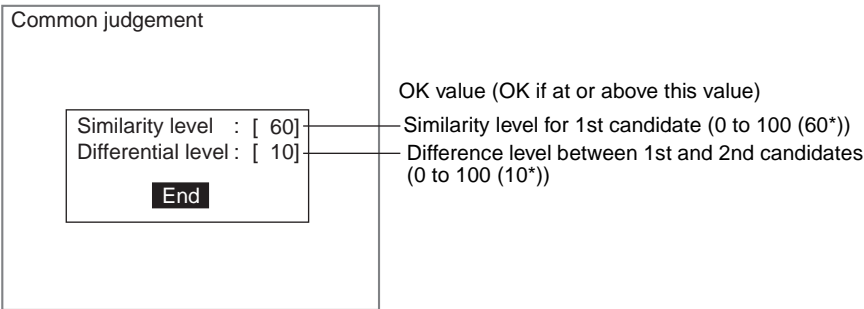 Common judgement
OK value (OK if at or above this value)
Similarity level : [ 60]
Similarity level for 1st candidate (0 to 100 (60*))
Differential level : [ 10]
Difference level between 1st and 2nd candidates
(0 to 100 (10*))
End